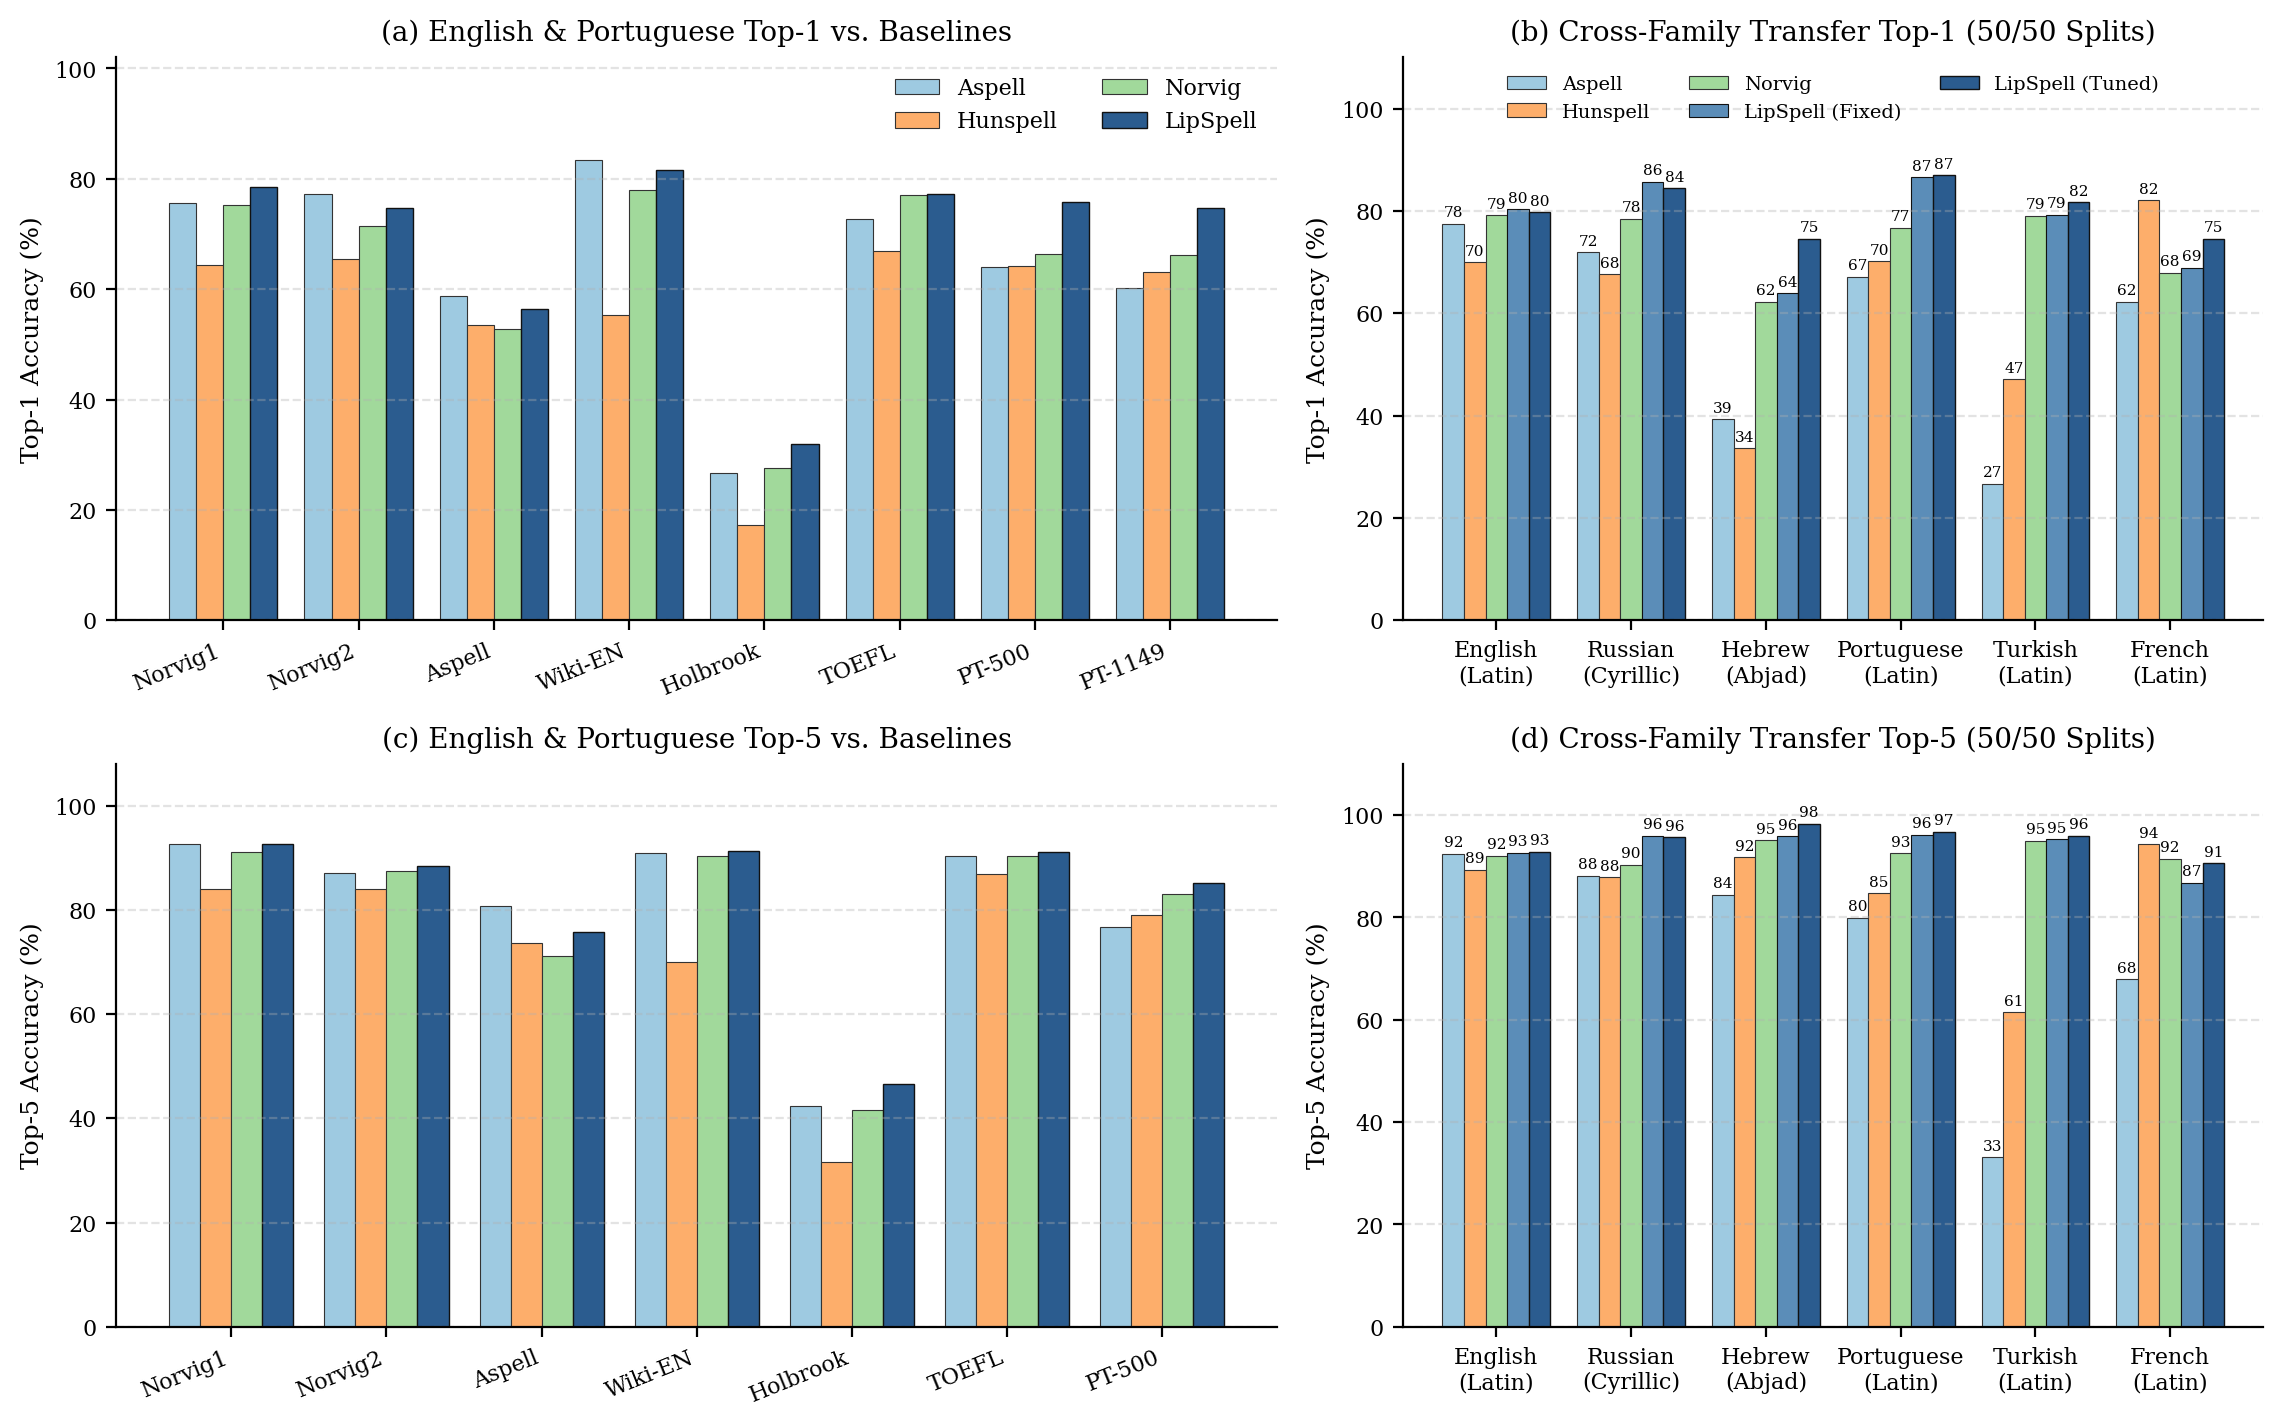 (a) English & Portuguese Top-1 vs. Baselines
Top-1 Accuracy (%)
100
80
60
40
20
0
Aspell
Hunspell
Norvig
LipSpell
Norvig1
Norvig2
Aspell
Wiki-EN
Holbrook
TOEFL
PT-500
PT-1149
(b) Cross-Family Transfer Top-1 (50/50 Splits)
Top-1 Accuracy (%)
100
80
60
40
20
0
Aspell
Hunspell
Norvig
LipSpell (Fixed)
LipSpell (Tuned)
78 70 79 80 80
72 68 78 86 84
39 34 62 64 75
67 70 77 87 87
27 47 79 79 82
62 82 68 69 75
English
(Latin)
Russian
(Cyrillic)
Hebrew
(Abjad)
Portuguese
(Latin)
Turkish
(Latin)
French
(Latin)
(c) English & Portuguese Top-5 vs. Baselines
Top-5 Accuracy (%)
100
80
60
40
20
0
Norvig1
Norvig2
Aspell
Wiki-EN
Holbrook
TOEFL
PT-500
(d) Cross-Family Transfer Top-5 (50/50 Splits)
Top-5 Accuracy (%)
100
80
60
40
20
0
92 89 92 93 93
88 88 90 96 96
84 92 95 96 98
80 85 93 96 97
33 61 95 95 96
68 94 92 87 91
English
(Latin)
Russian
(Cyrillic)
Hebrew
(Abjad)
Portuguese
(Latin)
Turkish
(Latin)
French
(Latin)